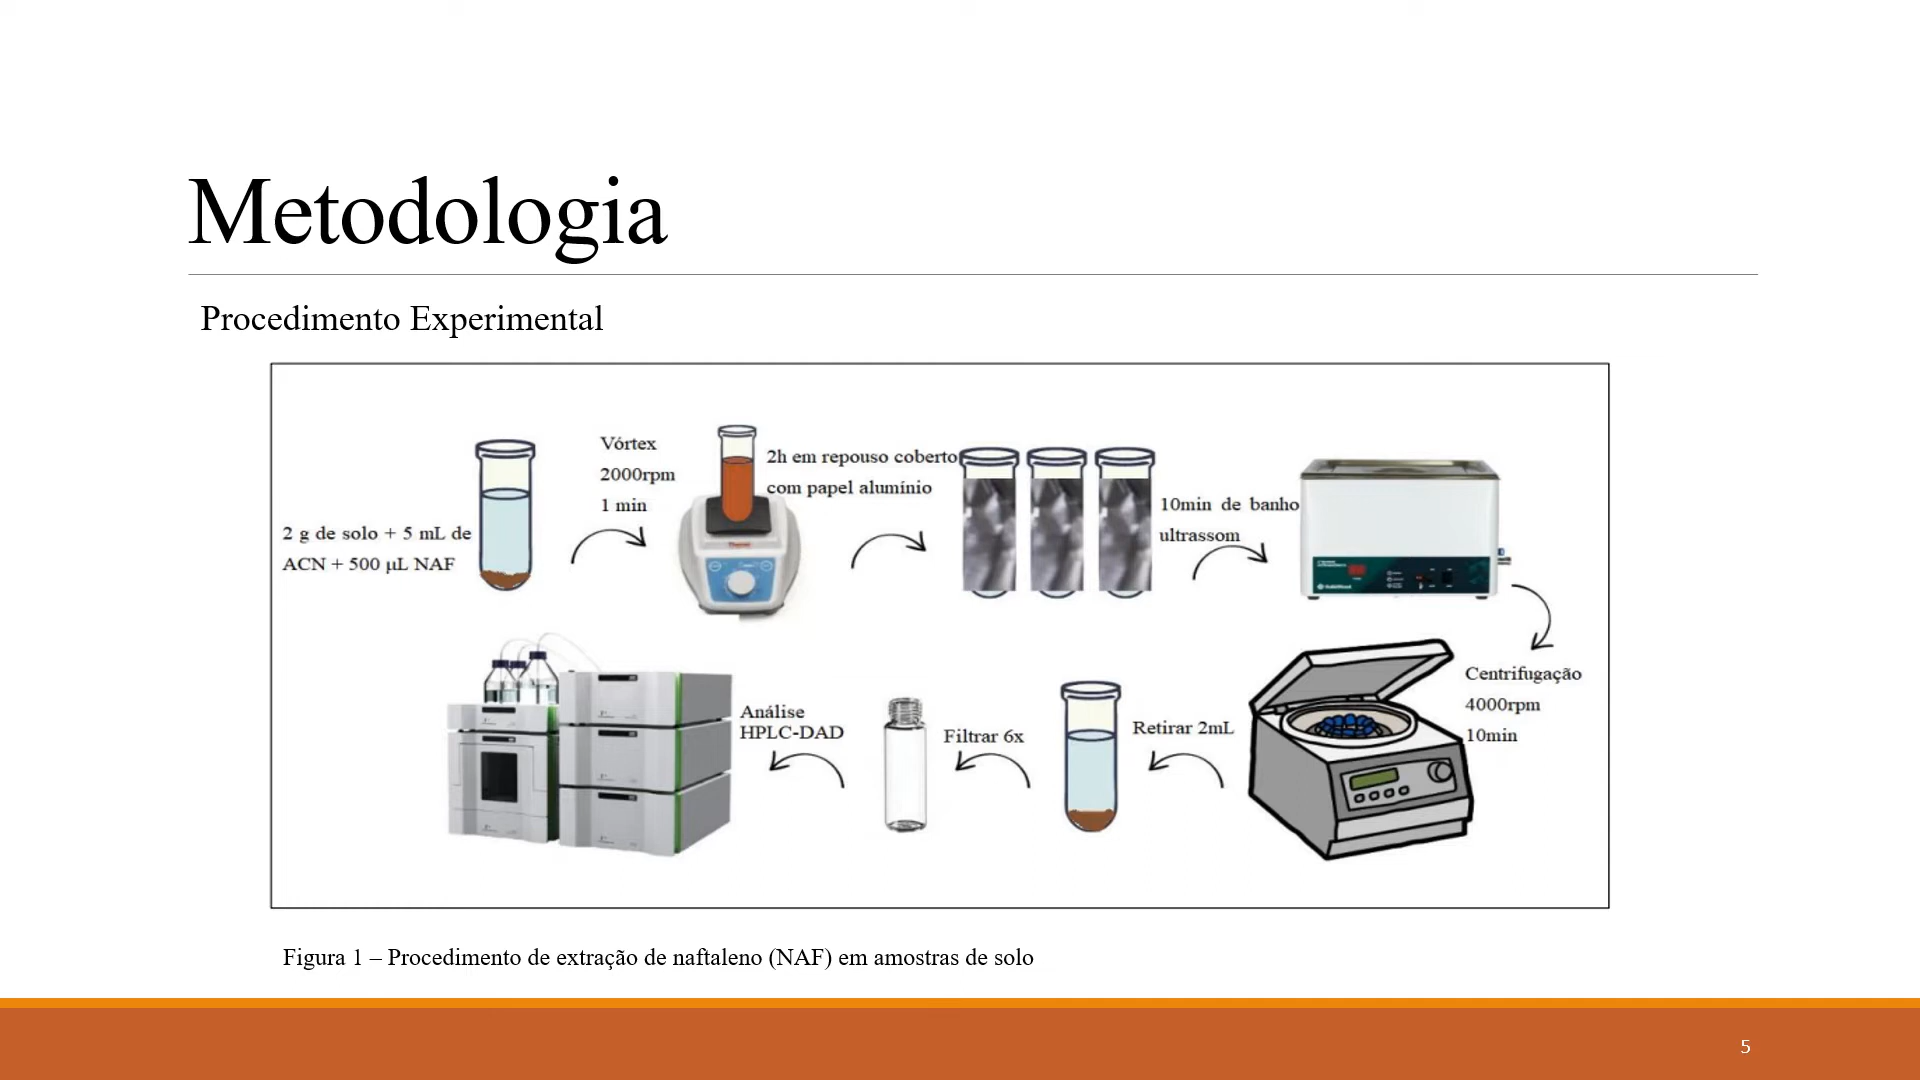 Metodologia
Procedimento Experimental
2 g de solo + 5 mL de
ACN + 500 µL NAF
Vórtex
2000rpm
1 min
2h em repouso coberto
com papel alumínio
10min de banho
ultrassom
Centrifugação
4000rpm
10min
Retirar 2mL
Filtrar 6x
Análise
HPLC-DAD
Figura 1 – Procedimento de extração de naftaleno (NAF) em amostras de solo
5